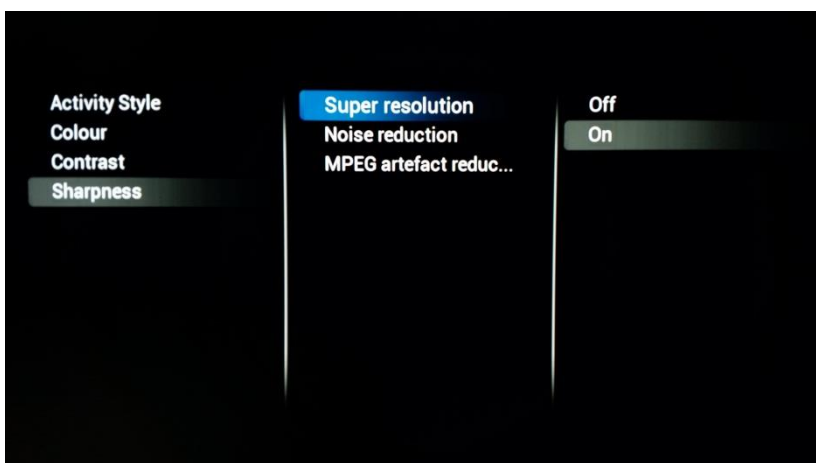 Activity Style
Colour
Contrast
Sharpness
Super resolution
Noise reduction
MPEG artefact reduc...
Off
On